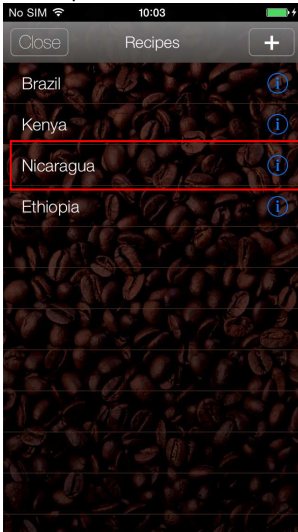 No SIM 10:03
Close Recipes +
Brazil
Kenya
Nicaragua
Ethiopia